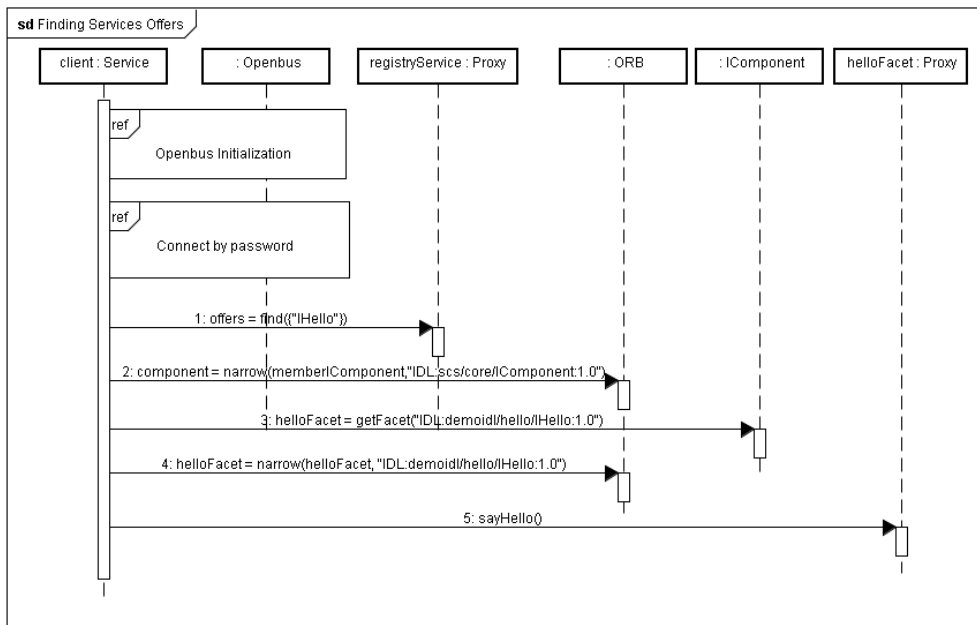 sd Finding Services Offers
client : Service
: Openbus
registryService : Proxy
: ORB
: IComponent
helloFacet : Proxy
ref
Openbus Initialization
ref
Connect by password
1: offers = find({"IHello"})
2: component = narrow(memberIComponent,"IDL:scs/core/IComponent:1.0")
3: helloFacet = getFacet("IDL:demoidl/hello/IHello:1.0")
4: helloFacet = narrow(helloFacet, "IDL:demoidl/hello/IHello:1.0")
5: sayHello()